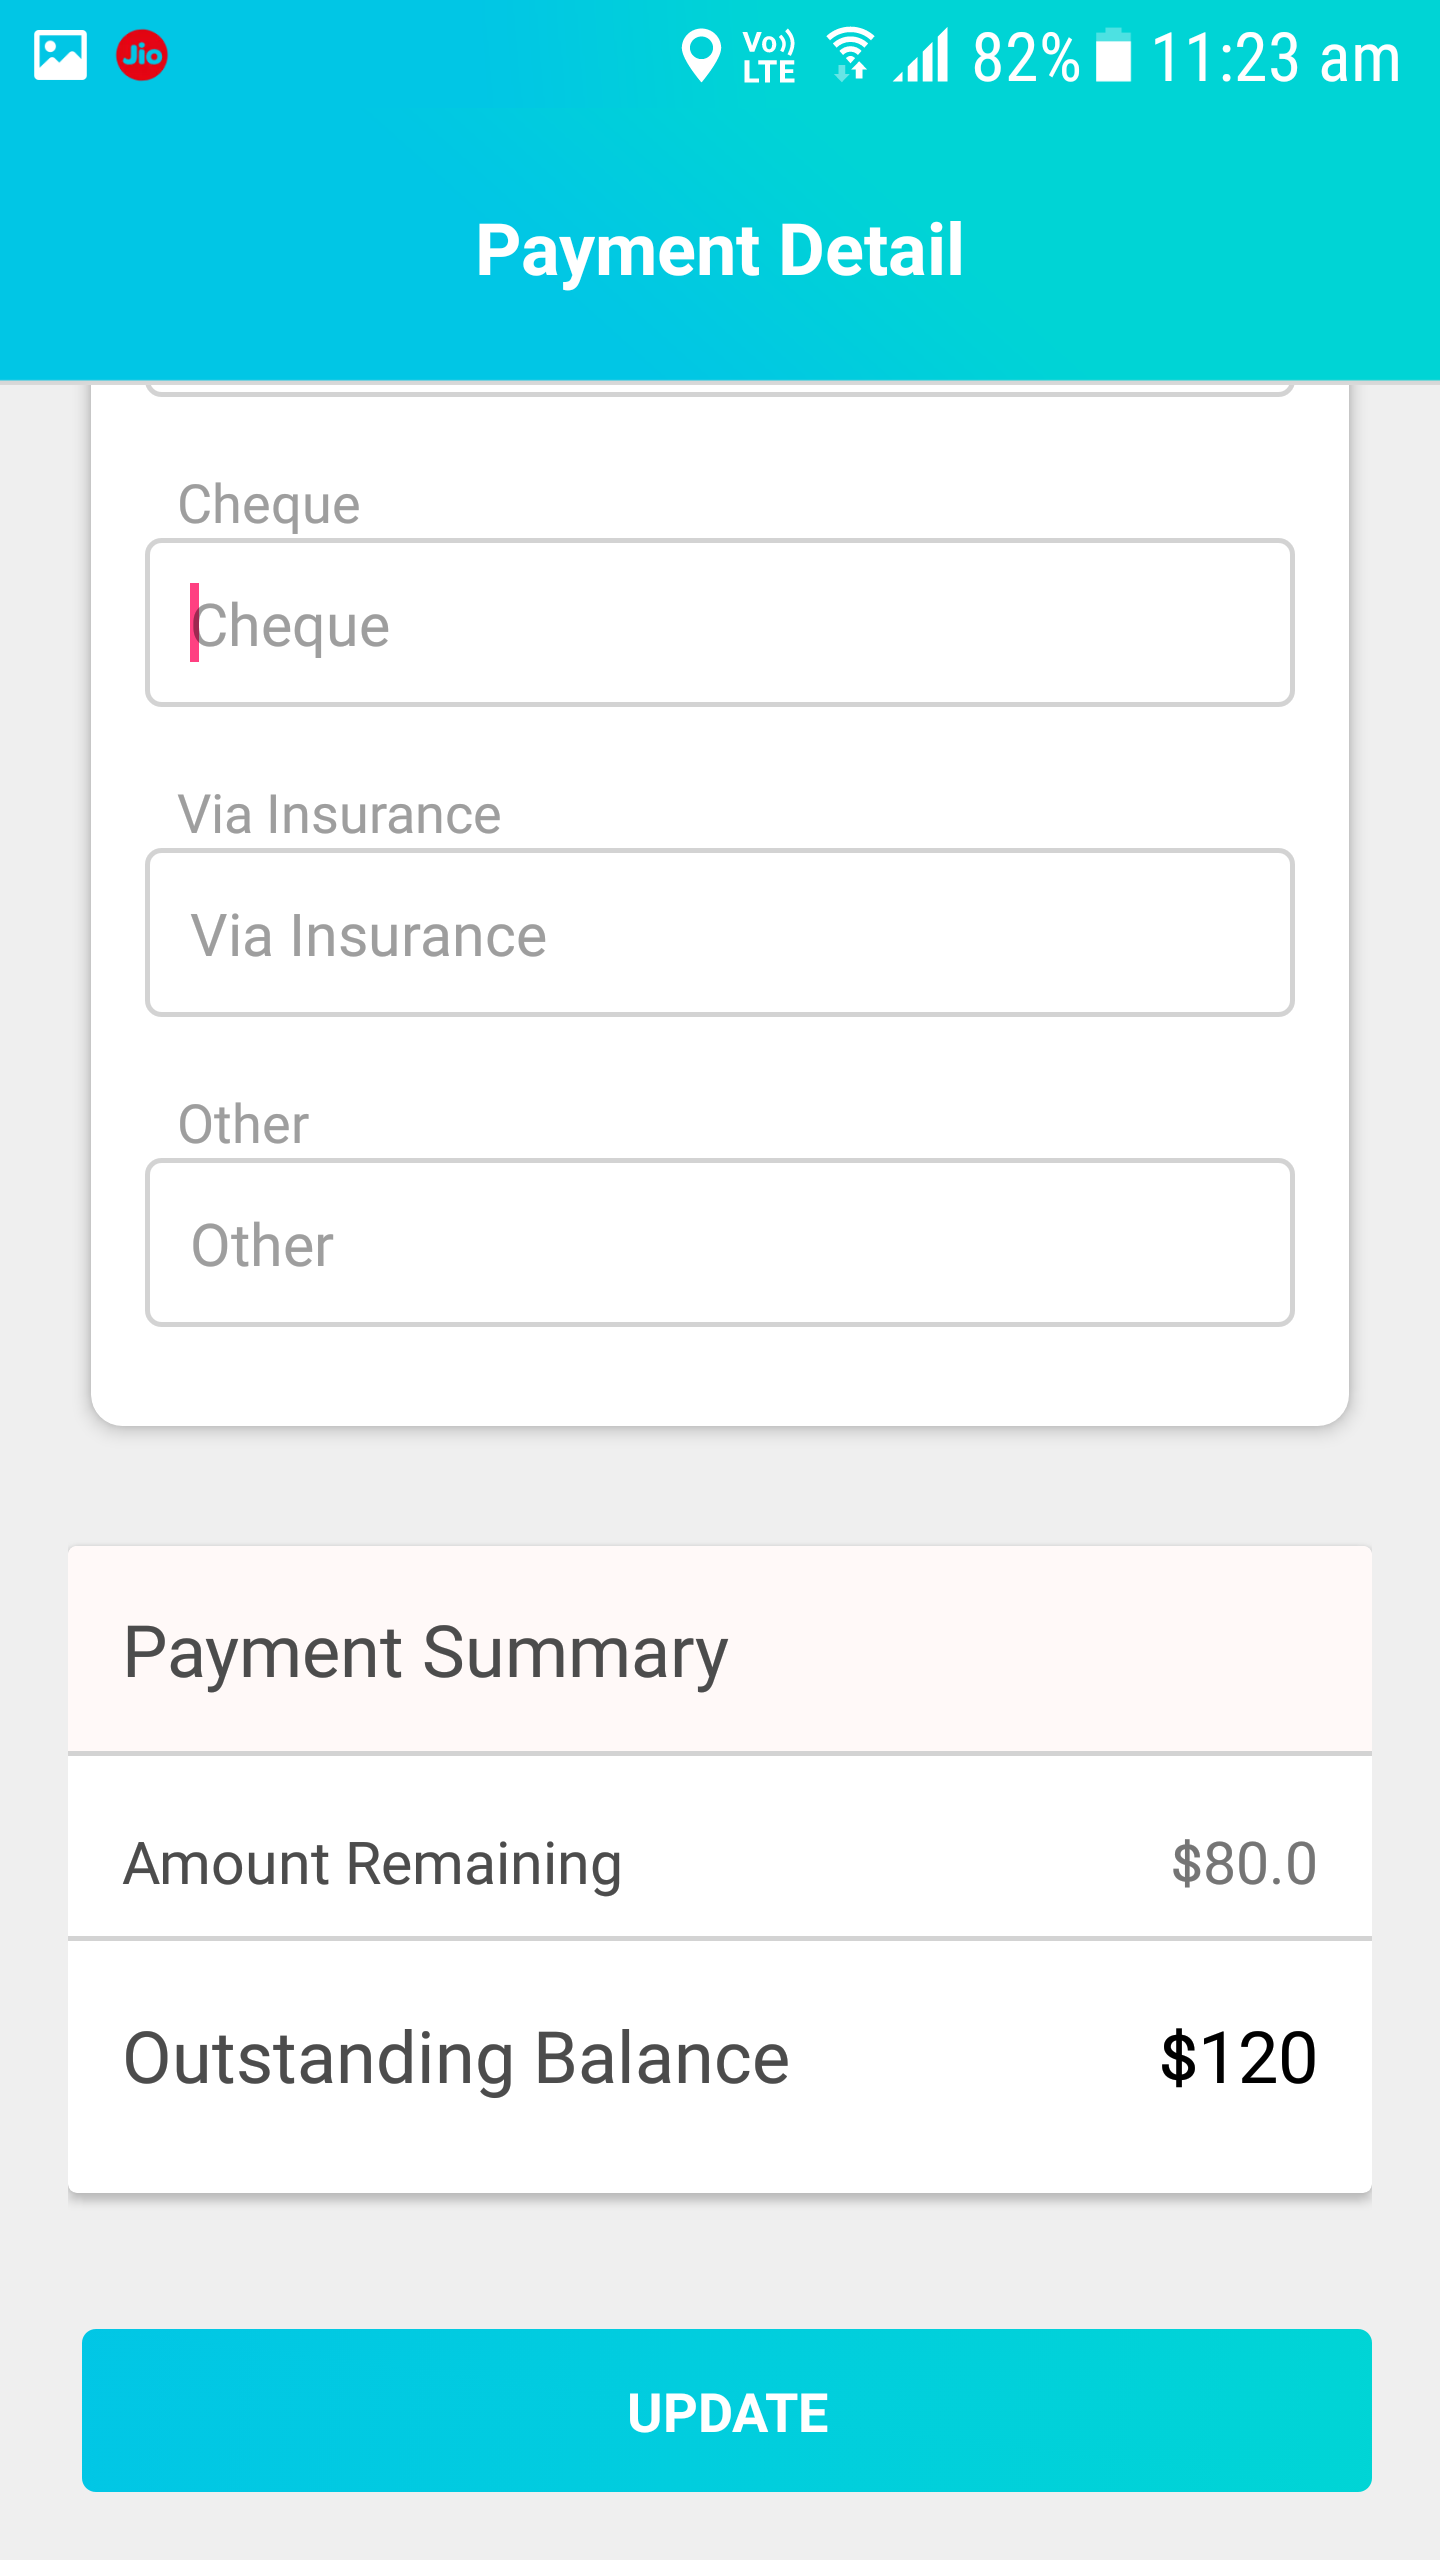 Jio Vo)) LTE 82% 11:23 am
Payment Detail
Cheque
Cheque
Via Insurance
Via Insurance
Other
Other
Payment Summary
Amount Remaining $80.0
Outstanding Balance $120
UPDATE